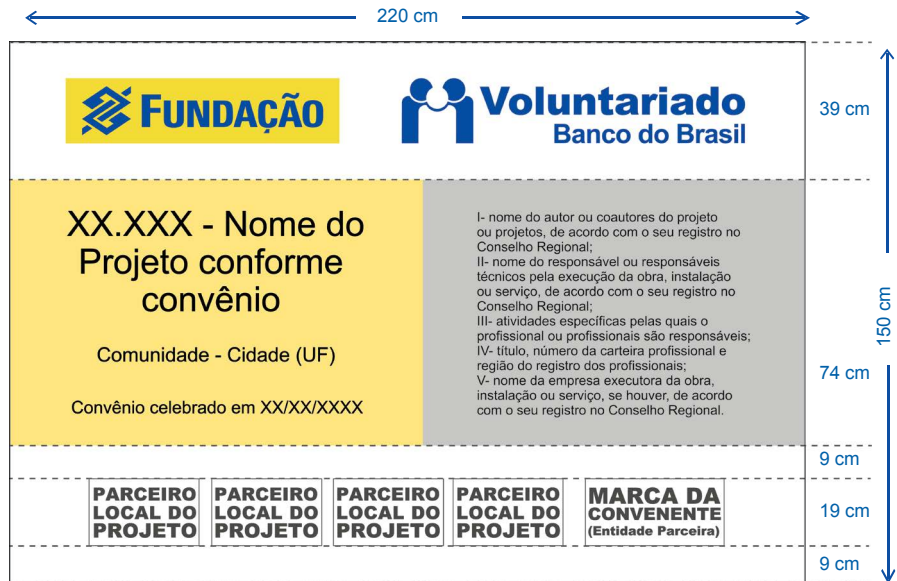 220 cm
FUNDAÇÃO
Voluntariado
Banco do Brasil
39 cm
XX.XXX - Nome do
Projeto conforme
convênio
Comunidade - Cidade (UF)
Convênio celebrado em XX/XX/XXXX
I- nome do autor ou coautores do projeto
ou projetos, de acordo com o seu registro no
Conselho Regional;
II- nome do responsável ou responsáveis
técnicos pela execução da obra, instalação
ou serviço, de acordo com o seu registro no
Conselho Regional;
III- atividades específicas pelas quais o
profissional ou profissionais são responsáveis;
IV- título, número da carteira profissional e
região do registro dos profissionais;
V- nome da empresa executora da obra,
instalação ou serviço, se houver, de acordo
com o seu registro no Conselho Regional.
150 cm
74 cm
9 cm
PARCEIRO
LOCAL DO
PROJETO
PARCEIRO
LOCAL DO
PROJETO
PARCEIRO
LOCAL DO
PROJETO
PARCEIRO
LOCAL DO
PROJETO
MARCA DA
CONVENENTE
(Entidade Parceira)
19 cm
9 cm